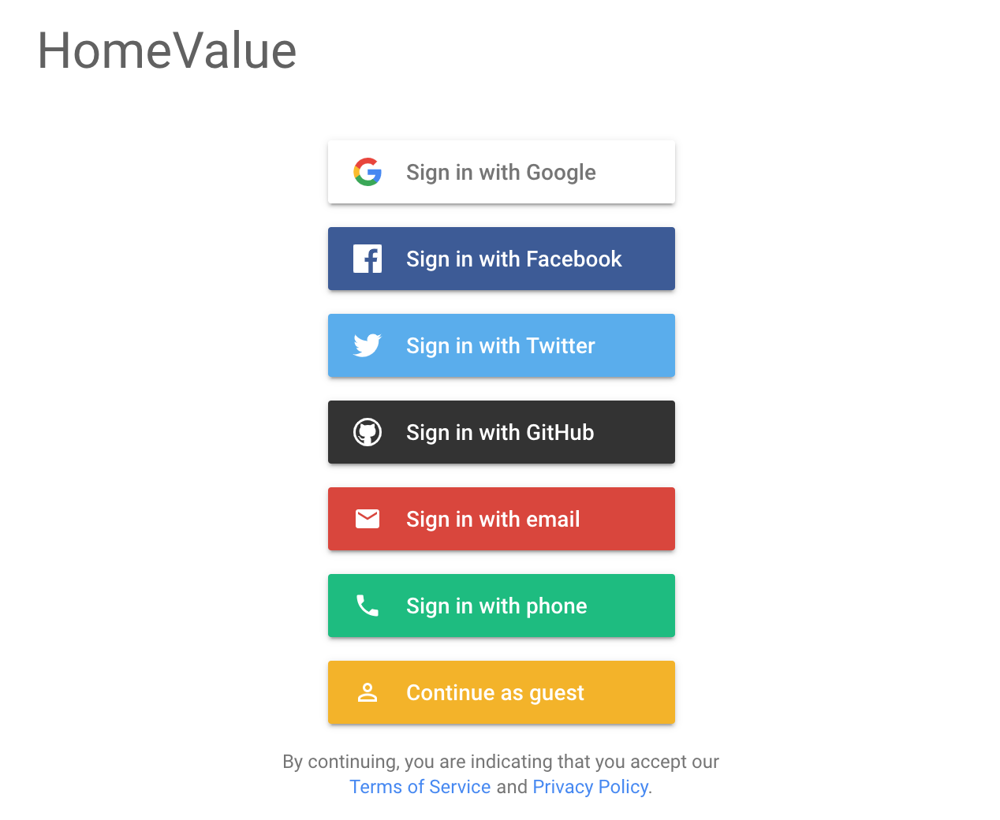 HomeValue
Sign in with Google
Sign in with Facebook
Sign in with Twitter
Sign in with GitHub
Sign in with email
Sign in with phone
Continue as guest
By continuing, you are indicating that you accept our
Terms of Service and Privacy Policy.